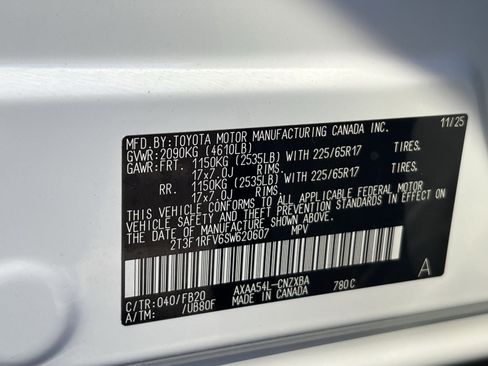 MFD.BY:TOYOTA MOTOR MANUFACTURING CANADA INC. 11/25
GVWR:2090KG (4610LB)
GAWR:FRT. 1150KG (2535LB) WITH 225/65R17 TIRES.
17x7.0J RIMS.
RR. 1150KG (2535LB) WITH 225/65R17 TIRES.
17x7.0J RIMS.
THIS VEHICLE CONFORMS TO ALL APPLICABLE FEDERAL MOTOR
VEHICLE SAFETY AND EMISSION STANDARDS IN EFFECT ON
THE DATE OF MANUFACTURE SHOWN ABOVE.
2T3F1RFV6SW620607 MPV
C/TR:040/FB20 AXAA54L-CNZXBA 780C A
A/TM: /UB80F MADE IN CANADA